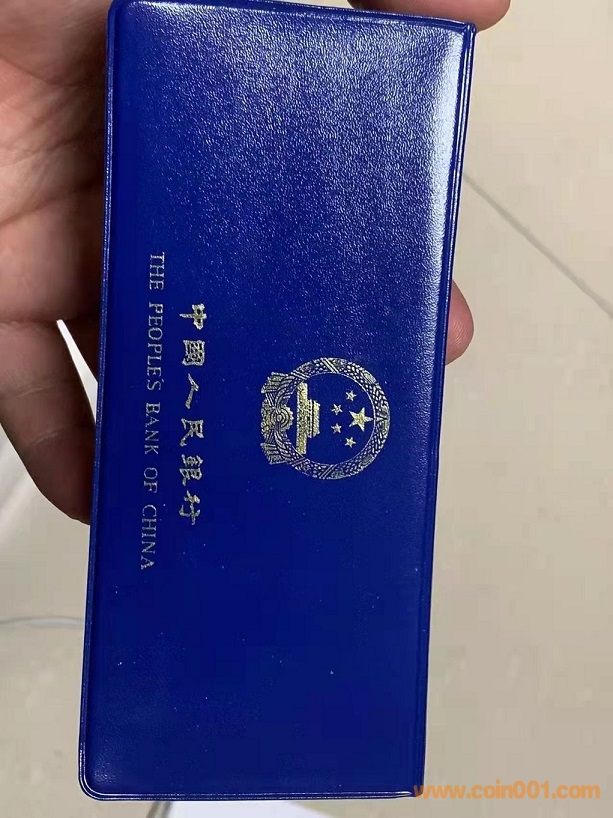 中國人民銀行
THE PEOPLE'S BANK OF CHINA
www.coin001.com